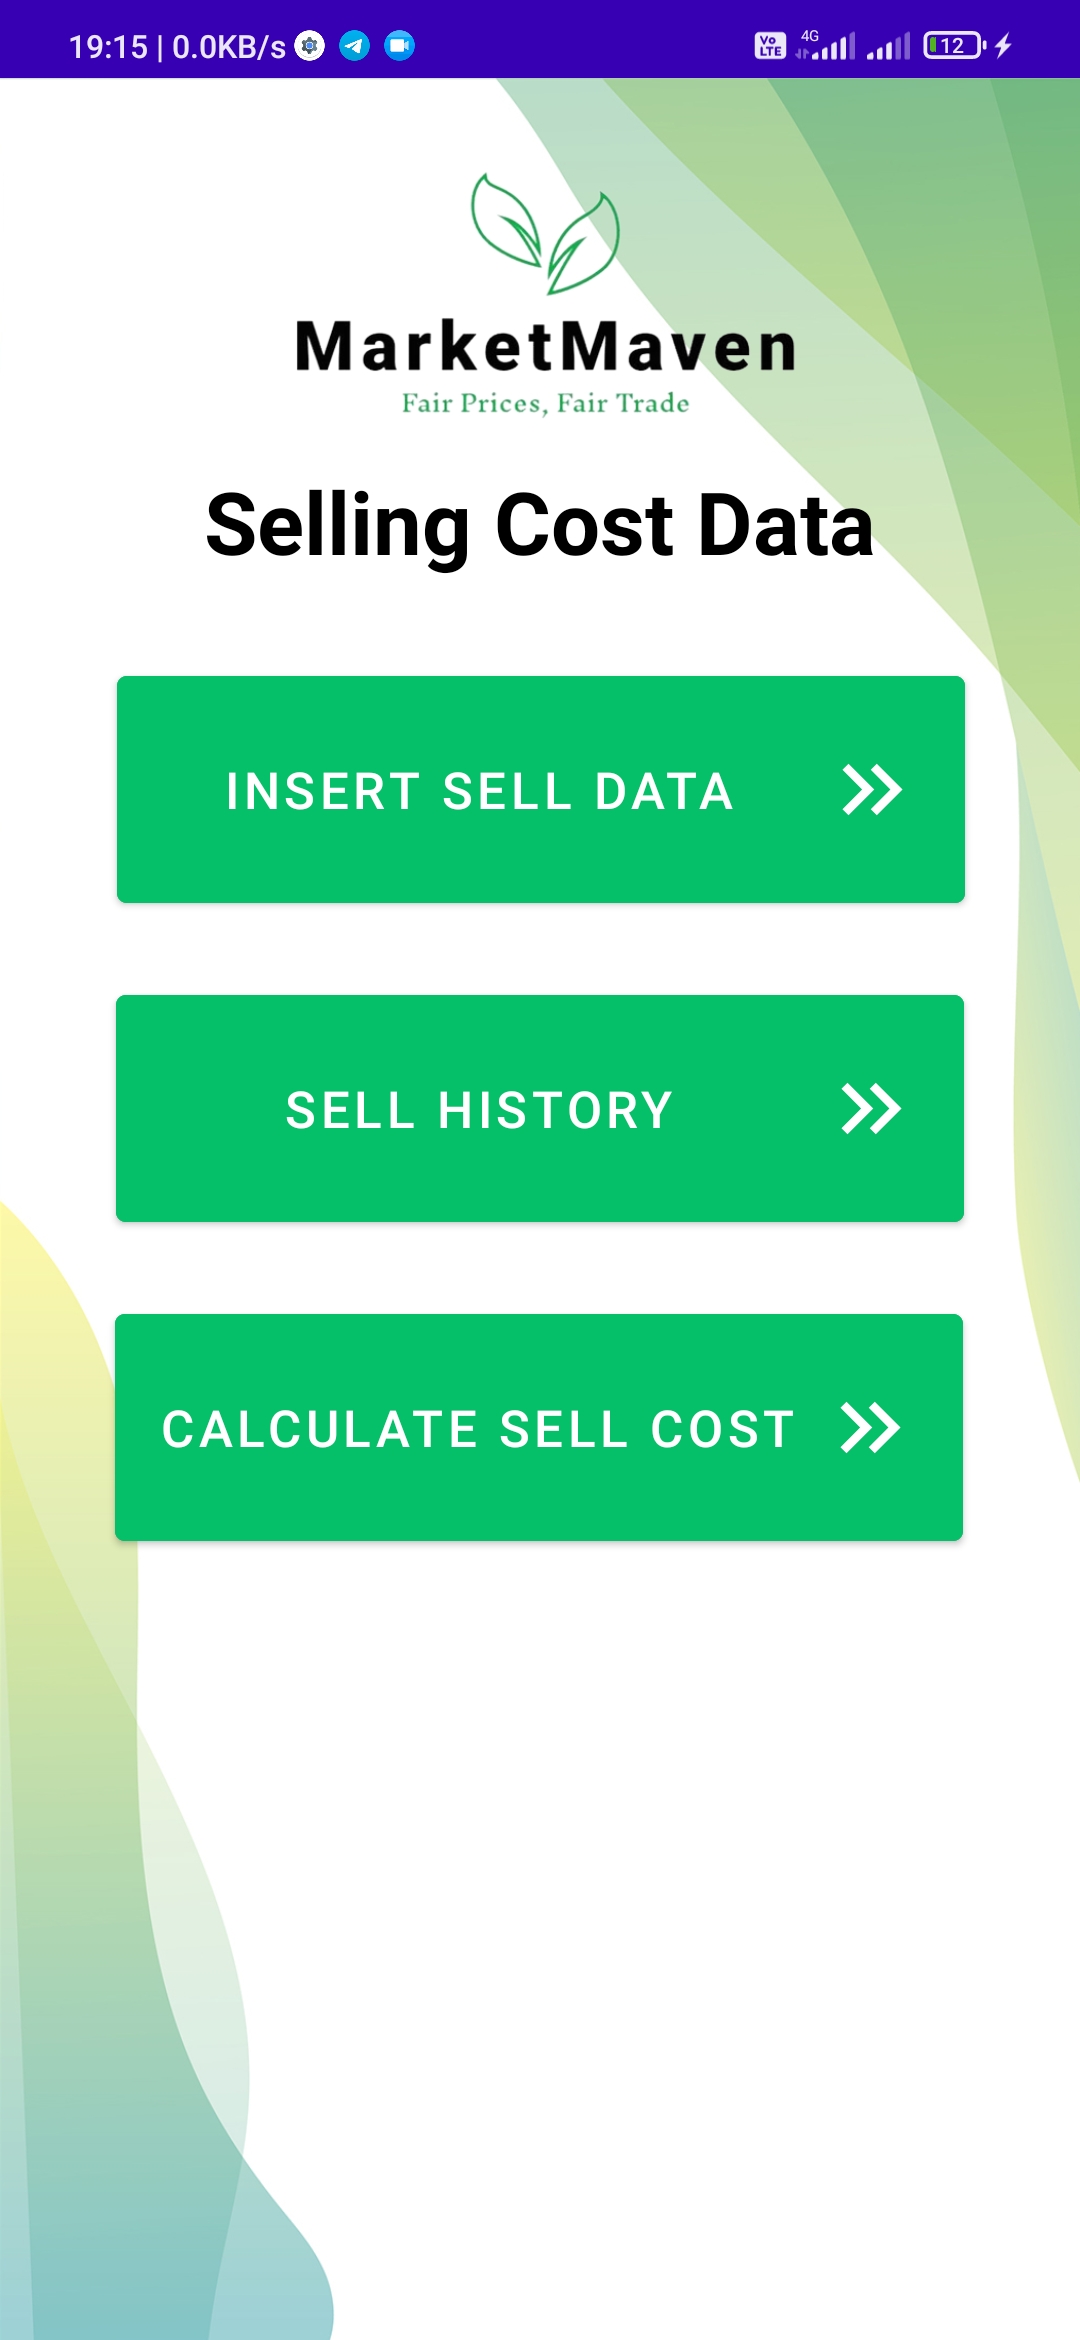 19:15 | 0.0KB/s Vo LTE 4G 12
MarketMaven
Fair Prices, Fair Trade
Selling Cost Data
INSERT SELL DATA
SELL HISTORY
CALCULATE SELL COST